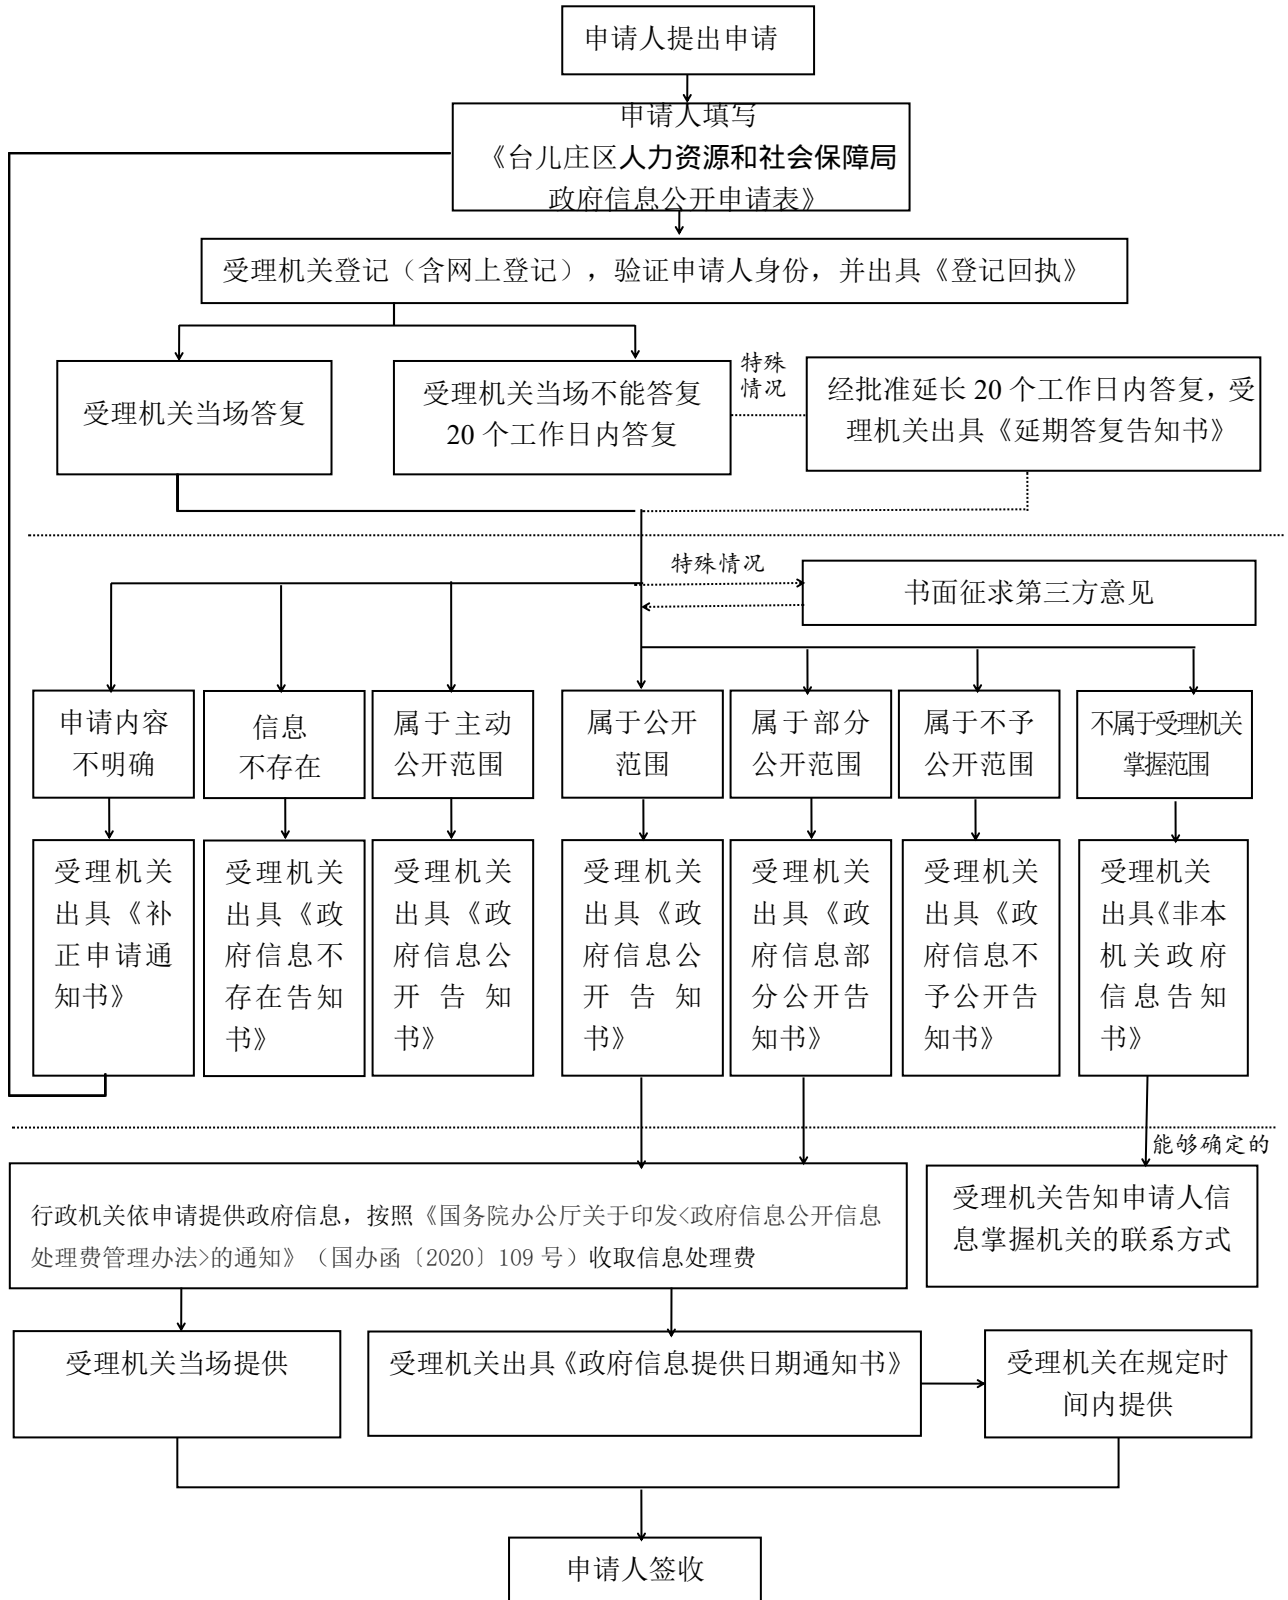 申请人提出申请
申请人填写
《台儿庄区人力资源和社会保障局
政府信息公开申请表》
受理机关登记（含网上登记），验证申请人身份，并出具《登记回执》
受理机关当场答复
受理机关当场不能答复
20 个工作日内答复
特殊
情况
经批准延长 20 个工作日内答复，受
理机关出具《延期答复告知书》
特殊情况
书面征求第三方意见
申请内容
不明确
信息
不存在
属于主动
公开范围
属于公开
范围
属于部分
公开范围
属于不予
公开范围
不属于受理机关
掌握范围
受理机关
出具《补
正申请通
知书》
受理机关
出具《政
府信息不
存在告知
书》
受理机关
出具《政
府信息公
开告知
书》
受理机关
出具《政
府信息公
开告知
书》
受理机关
出具《政
府信息部
分公开告
知书》
受理机关
出具《政
府信息不
予公开告
知书》
受理机关
出具《非本
机关政府
信息告知
书》
能够确定的
行政机关依申请提供政府信息，按照《国务院办公厅关于印发<政府信息公开信息
处理费管理办法>的通知》（国办函〔2020〕109 号）收取信息处理费
受理机关告知申请人信
息掌握机关的联系方式
受理机关当场提供
受理机关出具《政府信息提供日期通知书》
受理机关在规定时
间内提供
申请人签收